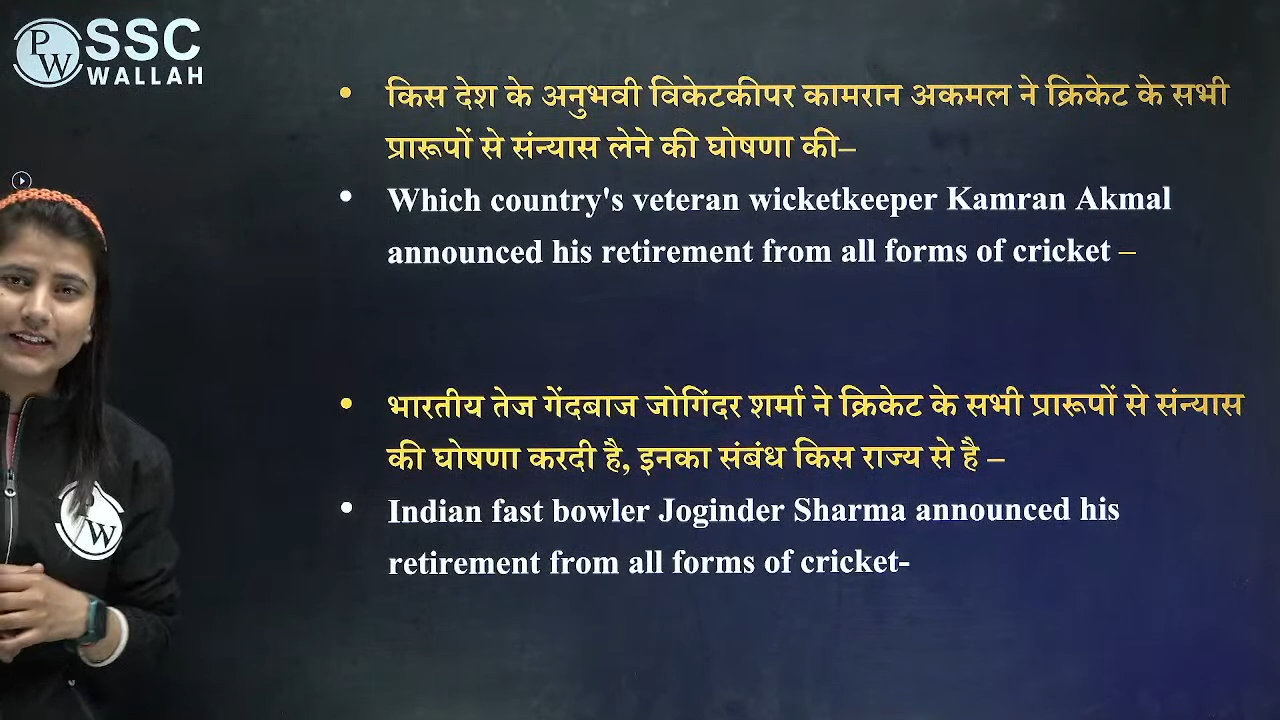 PW
SSC
WALLAH
• किस देश के अनुभवी विकेटकीपर कामरान अकमल ने क्रिकेट के सभी
प्रारूपों से संन्यास लेने की घोषणा की–
• Which country's veteran wicketkeeper Kamran Akmal
announced his retirement from all forms of cricket –
• भारतीय तेज गेंदबाज जोगिंदर शर्मा ने क्रिकेट के सभी प्रारूपों से संन्यास
की घोषणा करदी है, इनका संबंध किस राज्य से है –
• Indian fast bowler Joginder Sharma announced his
retirement from all forms of cricket-
PW